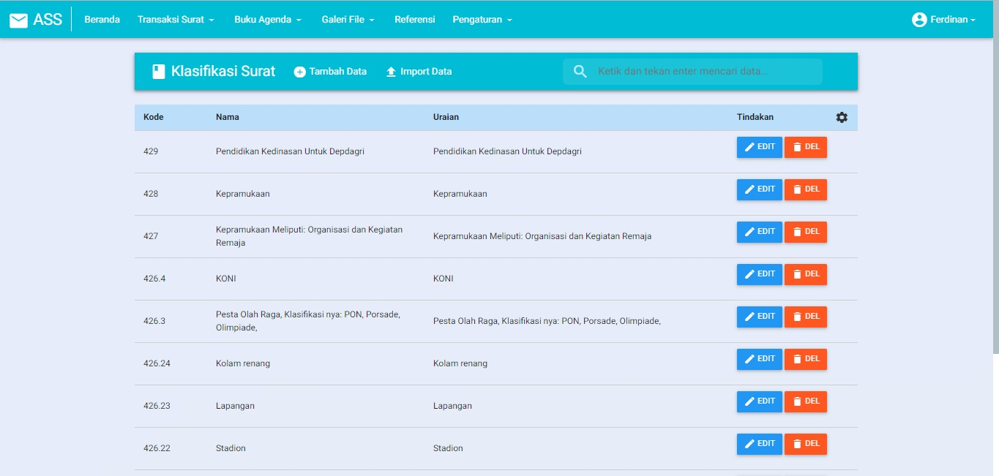 ASS Beranda Transaksi Surat Buku Agenda Galeri File Referensi Pengaturan Ferdinan
Klasifikasi Surat Tambah Data Import Data Ketik dan tekan enter mencari data...
Kode Nama Uraian Tindakan
429 Pendidikan Kedinasan Untuk Depdagri Pendidikan Kedinasan Untuk Depdagri EDIT DEL
428 Kepramukaan Kepramukaan EDIT DEL
427 Kepramukaan Meliputi: Organisasi dan Kegiatan
Remaja Kepramukaan Meliputi: Organisasi dan Kegiatan Remaja EDIT DEL
426.4 KONI KONI EDIT DEL
426.3 Pesta Olah Raga, Klasifikasi nya: PON, Porsade,
Olimpiade, Pesta Olah Raga, Klasifikasi nya: PON, Porsade, Olimpiade, EDIT DEL
426.24 Kolam renang Kolam renang EDIT DEL
426.23 Lapangan Lapangan EDIT DEL
426.22 Stadion Stadion EDIT DEL